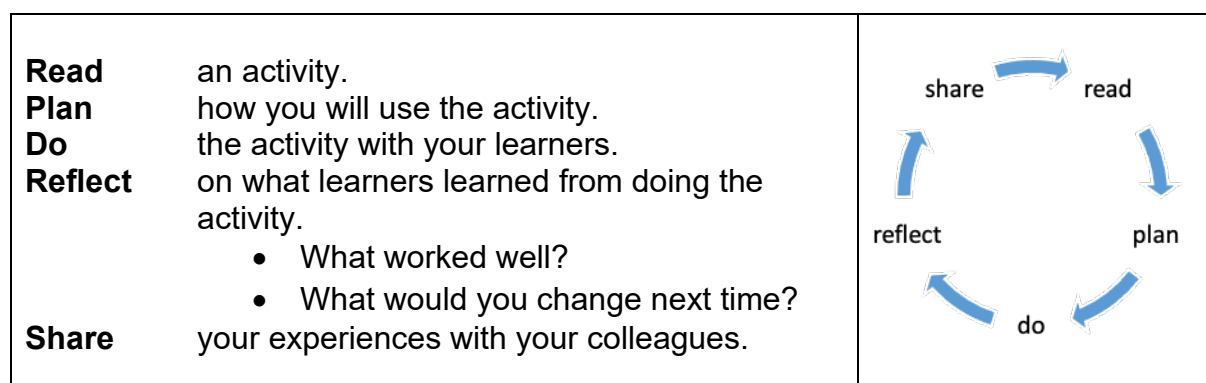 Read an activity.
Plan how you will use the activity.
Do the activity with your learners.
Reflect on what learners learned from doing the
activity.
• What worked well?
• What would you change next time?
Share your experiences with your colleagues.
share
read
reflect
plan
do